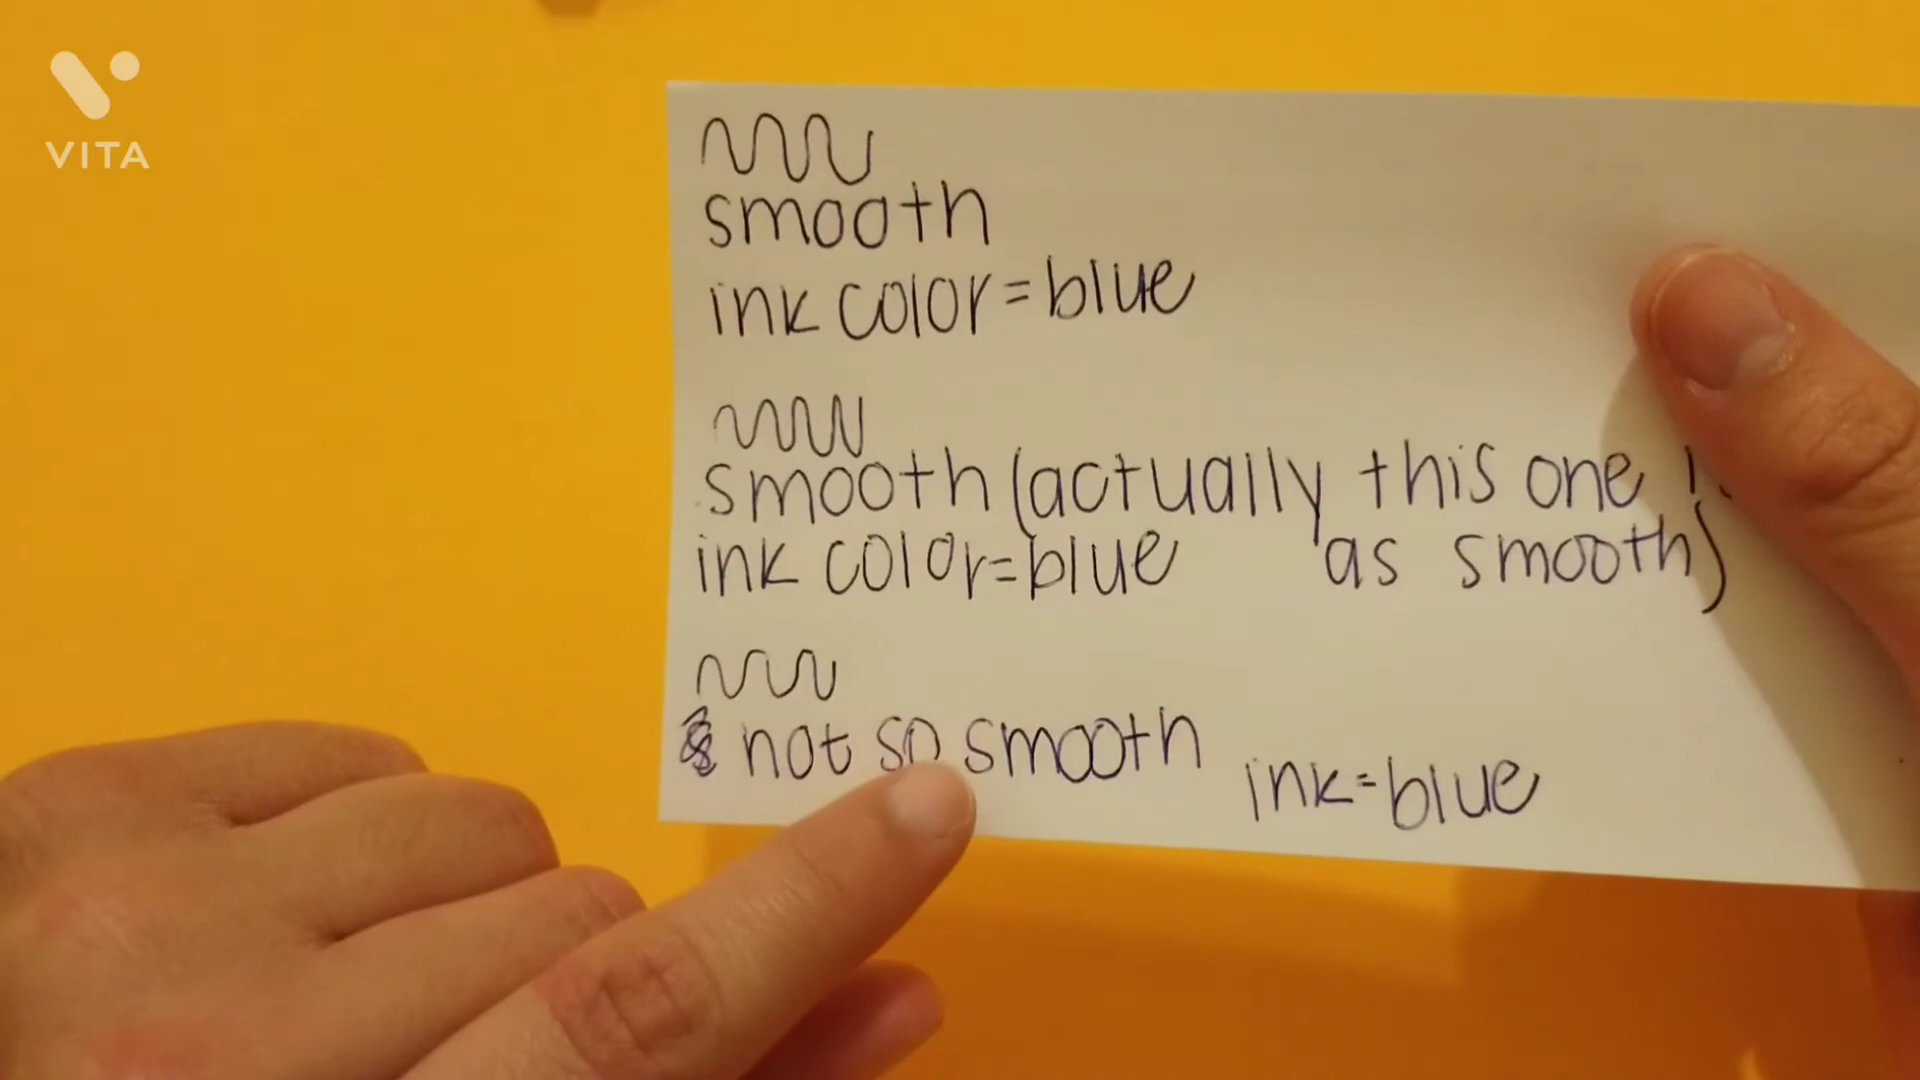 VITA
smooth
ink color=blue
smooth (actually this one
as smooth)
ink color=blue
not so smooth
ink=blue